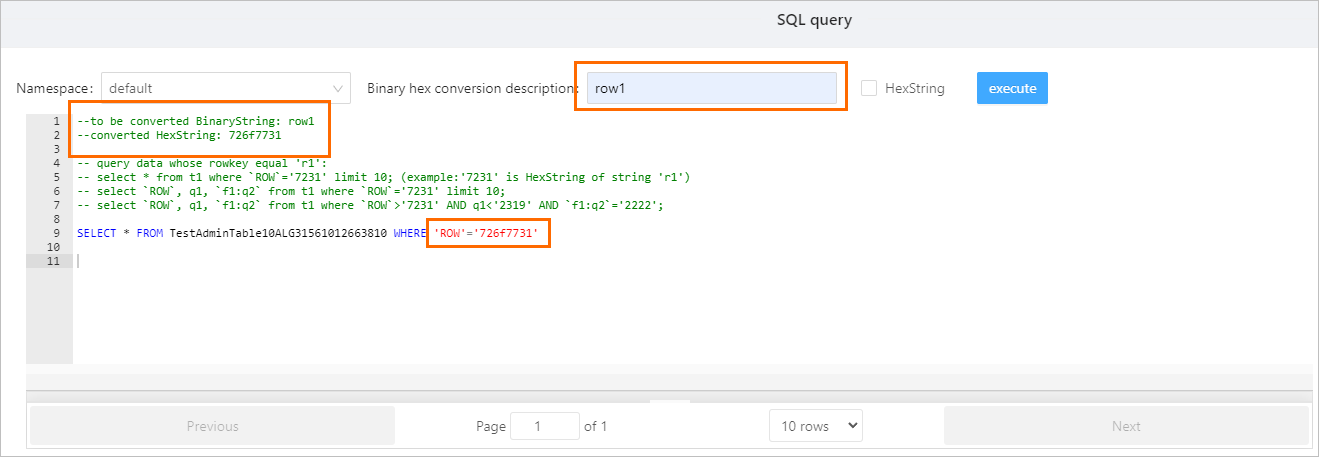 SQL query
Namespace: default Binary hex conversion description: row1 HexString execute
1 --to be converted BinaryString: row1
2 --converted HexString: 726f7731
3
4 -- query data whose rowkey equal 'r1':
5 -- select * from t1 where `ROW`='7231' limit 10; (example:'7231' is HexString of string 'r1')
6 -- select `ROW`, q1, `f1:q2` from t1 where `ROW`='7231' limit 10;
7 -- select `ROW`, q1, `f1:q2` from t1 where `ROW`>'7231' AND q1<'2319' AND `f1:q2`='2222';
8
9 SELECT * FROM TestAdminTable10ALG31561012663810 WHERE 'ROW'='726f7731'
10
11
Previous Page 1 of 1 10 rows Next